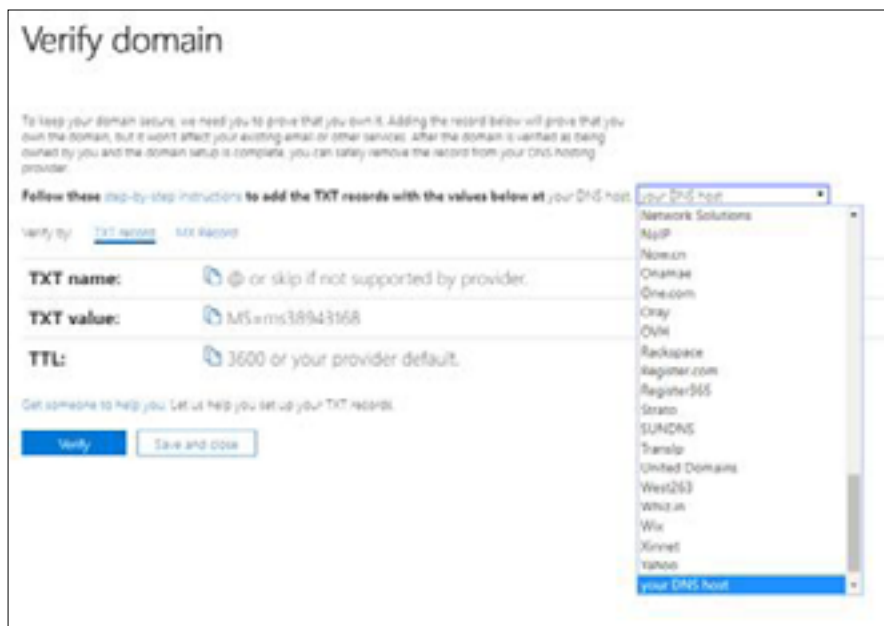 Verify domain
To keep your domain secure, we need you to prove that you own it. Adding the record below will prove that you
own the domain, but it won't affect your existing email or other services. After the domain is verified as being
owned by you and the domain setup is complete, you can safely remove the record from your DNS hosting
provider.
Follow these step-by-step instructions to add the TXT records with the values below at your DNS host. your DNS host
Verify by: TXT record MX Record
TXT name: @ or skip if not supported by provider.
TXT value: MS=ms38943168
TTL: 3600 or your provider default.
Get someone to help you. Let us help you set up your TXT records.
Verify Save and close
Network Solutions
NoIP
Now.cn
Onamae
One.com
Oray
OVH
Rackspace
Register.com
Register365
Strato
SUNDNS
TransIp
United Domains
West263
Whiz.in
Wix
Xinnet
Yahoo
your DNS host